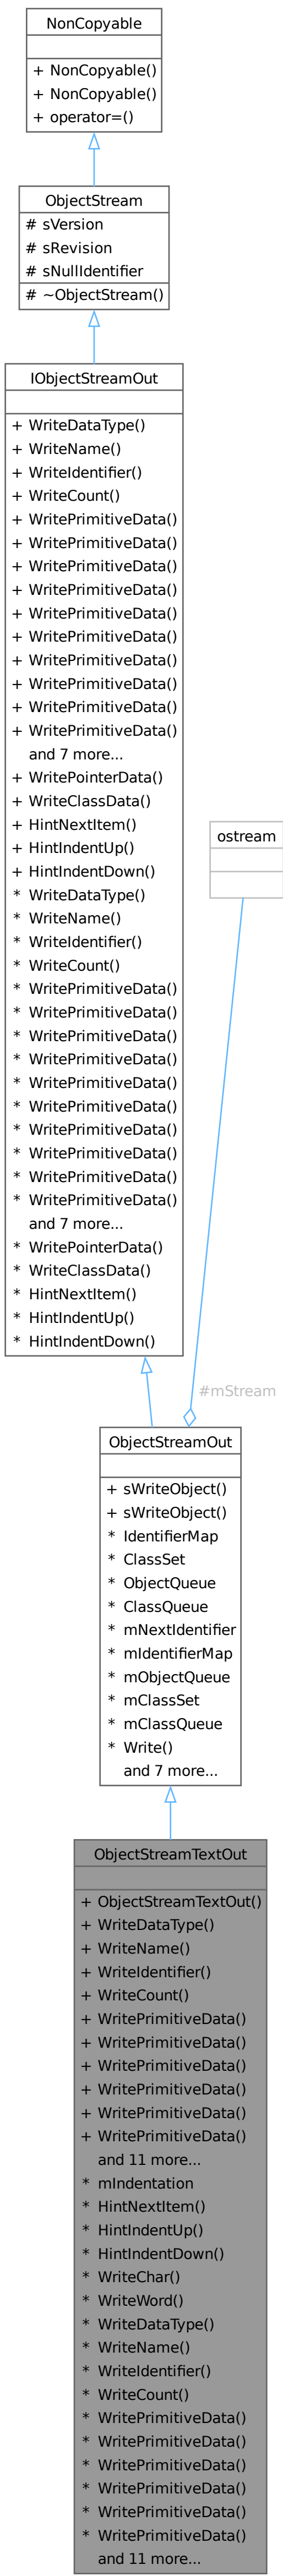 NonCopyable
+ NonCopyable()
+ NonCopyable()
+ operator=()
ObjectStream
# sVersion
# sRevision
# sNullIdentifier
# ~ObjectStream()
IObjectStreamOut
+ WriteDataType()
+ WriteName()
+ WriteIdentifier()
+ WriteCount()
+ WritePrimitiveData()
+ WritePrimitiveData()
+ WritePrimitiveData()
+ WritePrimitiveData()
+ WritePrimitiveData()
+ WritePrimitiveData()
+ WritePrimitiveData()
+ WritePrimitiveData()
+ WritePrimitiveData()
+ WritePrimitiveData()
and 7 more...
+ WritePointerData()
+ WriteClassData()
+ HintNextItem()
+ HintIndentUp()
+ HintIndentDown()
* WriteDataType()
* WriteName()
* WriteIdentifier()
* WriteCount()
* WritePrimitiveData()
* WritePrimitiveData()
* WritePrimitiveData()
* WritePrimitiveData()
* WritePrimitiveData()
* WritePrimitiveData()
* WritePrimitiveData()
* WritePrimitiveData()
* WritePrimitiveData()
* WritePrimitiveData()
and 7 more...
* WritePointerData()
* WriteClassData()
* HintNextItem()
* HintIndentUp()
* HintIndentDown()
ostream
#mStream
ObjectStreamOut
+ sWriteObject()
+ sWriteObject()
* IdentifierMap
* ClassSet
* ObjectQueue
* ClassQueue
* mNextIdentifier
* mIdentifierMap
* mObjectQueue
* mClassSet
* mClassQueue
* Write()
and 7 more...
ObjectStreamTextOut
+ ObjectStreamTextOut()
+ WriteDataType()
+ WriteName()
+ WriteIdentifier()
+ WriteCount()
+ WritePrimitiveData()
+ WritePrimitiveData()
+ WritePrimitiveData()
+ WritePrimitiveData()
+ WritePrimitiveData()
+ WritePrimitiveData()
and 11 more...
* mIndentation
* HintNextItem()
* HintIndentUp()
* HintIndentDown()
* WriteChar()
* WriteWord()
* WriteDataType()
* WriteName()
* WriteIdentifier()
* WriteCount()
* WritePrimitiveData()
* WritePrimitiveData()
* WritePrimitiveData()
* WritePrimitiveData()
* WritePrimitiveData()
* WritePrimitiveData()
and 11 more...